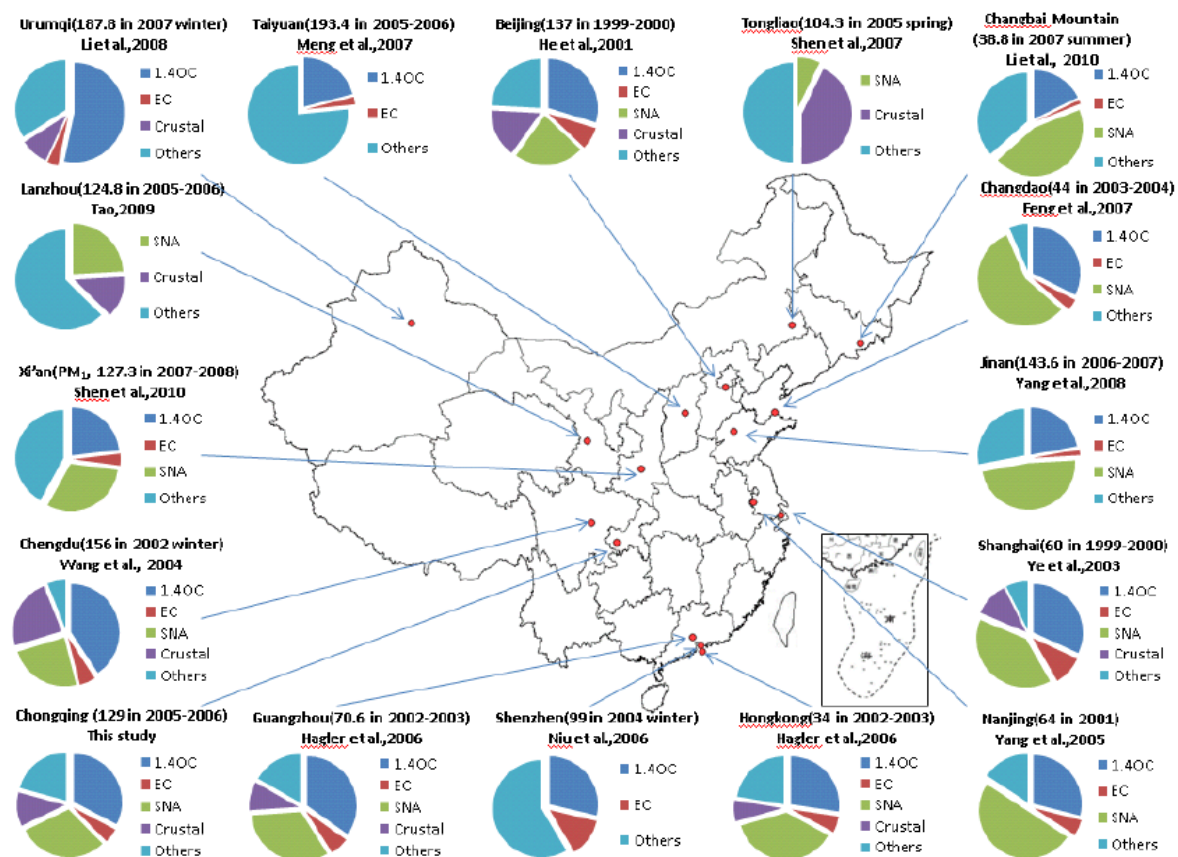 Urumqi(187.8 in 2007 winter)
Li et al.,2008
1.4OC
EC
Crustal
Others
Taiyuan(193.4 in 2005-2006)
Meng et al.,2007
1.4OC
EC
Others
Beijing(137 in 1999-2000)
He et al.,2001
1.4OC
EC
SNA
Crustal
Others
Tongliao(104.3 in 2005 spring)
Shen et al.,2007
SNA
Crustal
Others
Changbai Mountain
(38.8 in 2007 summer)
Li et al., 2010
1.4OC
EC
SNA
Others
Lanzhou(124.8 in 2005-2006)
Tao,2009
SNA
Crustal
Others
Changdao(44 in 2003-2004)
Feng et al.,2007
1.4OC
EC
SNA
Others
Xi'an(PM₁, 127.3 in 2007-2008)
Shen et al.,2010
1.4OC
EC
SNA
Others
Jinan(143.6 in 2006-2007)
Yang et al.,2008
1.4OC
EC
SNA
Others
Chengdu(156 in 2002 winter)
Wang et al., 2004
1.4OC
EC
SNA
Crustal
Others
Shanghai(60 in 1999-2000)
Ye et al.,2003
1.4OC
EC
SNA
Crustal
Others
Chongqing (129 in 2005-2006)
This study
1.4OC
EC
SNA
Crustal
Others
Guangzhou(70.6 in 2002-2003)
Hagler et al.,2006
1.4OC
EC
SNA
Crustal
Others
Shenzhen(99 in 2004 winter)
Niu et al.,2006
1.4OC
EC
Others
Hongkong(34 in 2002-2003)
Hagler et al.,2006
1.4OC
EC
SNA
Crustal
Others
Nanjing(64 in 2001)
Yang et al.,2005
1.4OC
EC
SNA
Others